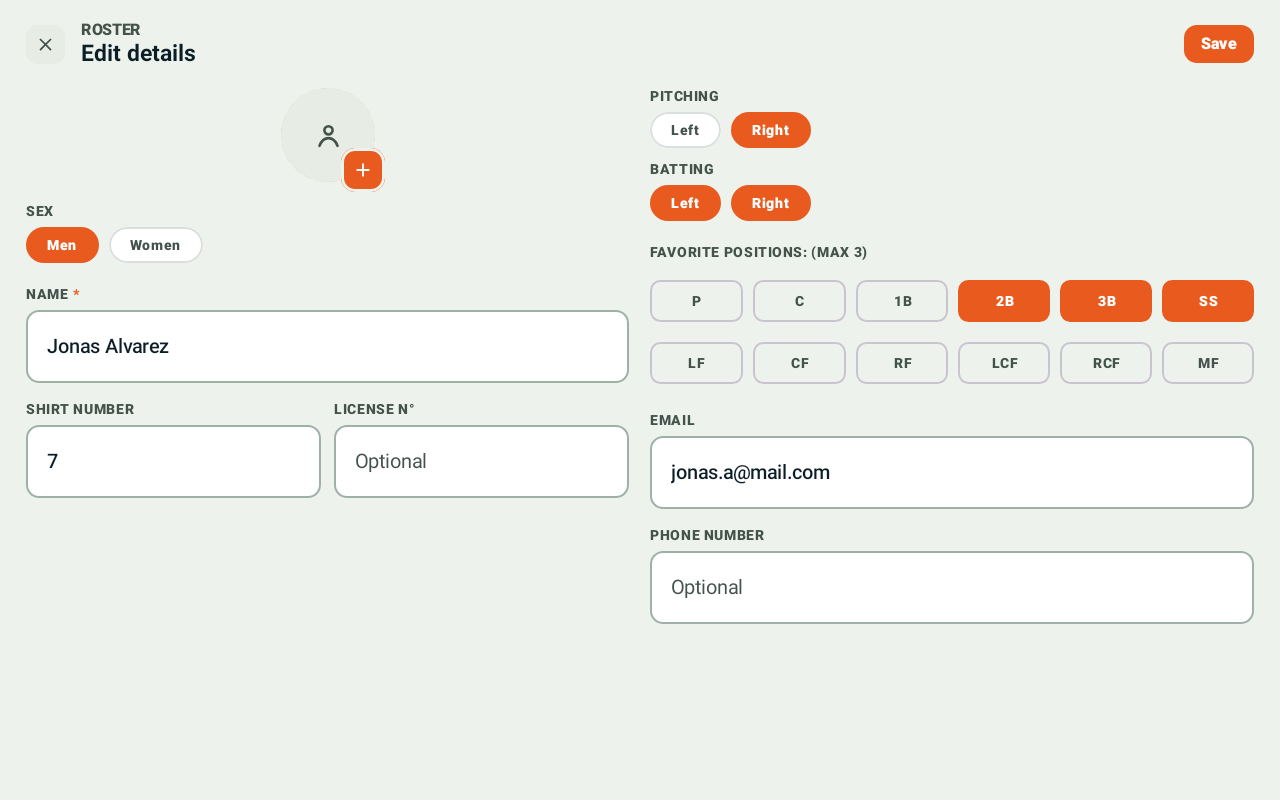 ROSTER
Edit details
Save
SEX
Men
Women
NAME *
Jonas Alvarez
SHIRT NUMBER
LICENSE N°
7
Optional
PITCHING
Left
Right
BATTING
Left
Right
FAVORITE POSITIONS: (MAX 3)
P
C
1B
2B
3B
SS
LF
CF
RF
LCF
RCF
MF
EMAIL
jonas.a@mail.com
PHONE NUMBER
Optional